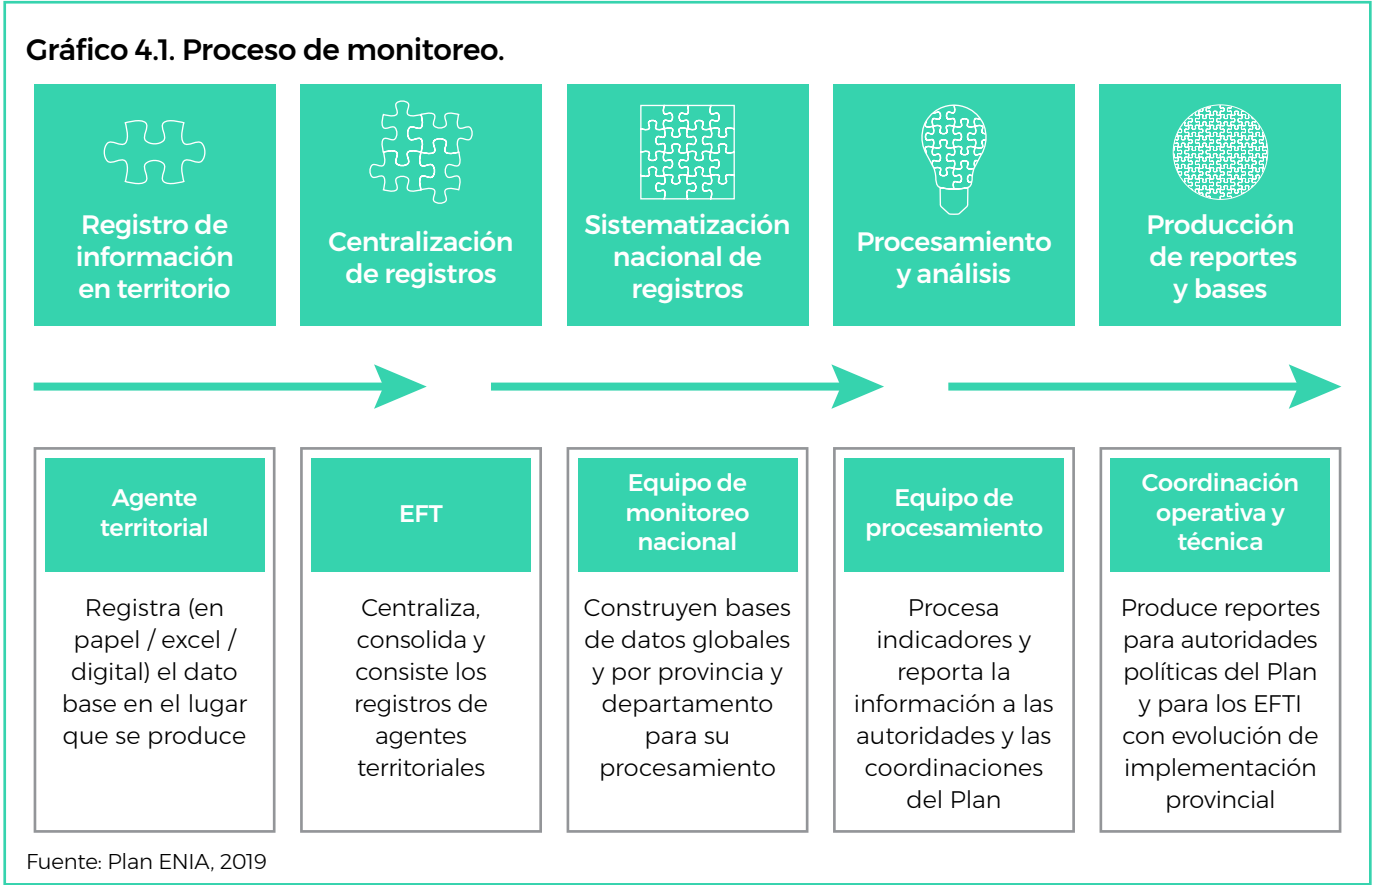 Gráfico 4.1. Proceso de monitoreo.
Registro de
información
en territorio
Centralización
de registros
Sistematización
nacional de
registros
Procesamiento
y análisis
Producción
de reportes
y bases
Agente
territorial
Registra (en
papel / excel /
digital) el dato
base en el lugar
que se produce
EFT
Centraliza,
consolida y
consiste los
registros de
agentes
territoriales
Equipo de
monitoreo
nacional
Construyen bases
de datos globales
y por provincia y
departamento
para su
procesamiento
Equipo de
procesamiento
Procesa
indicadores y
reporta la
información a las
autoridades y las
coordinaciones
del Plan
Coordinación
operativa y
técnica
Produce reportes
para autoridades
políticas del Plan
y para los EFTI
con evolución de
implementación
provincial
Fuente: Plan ENIA, 2019